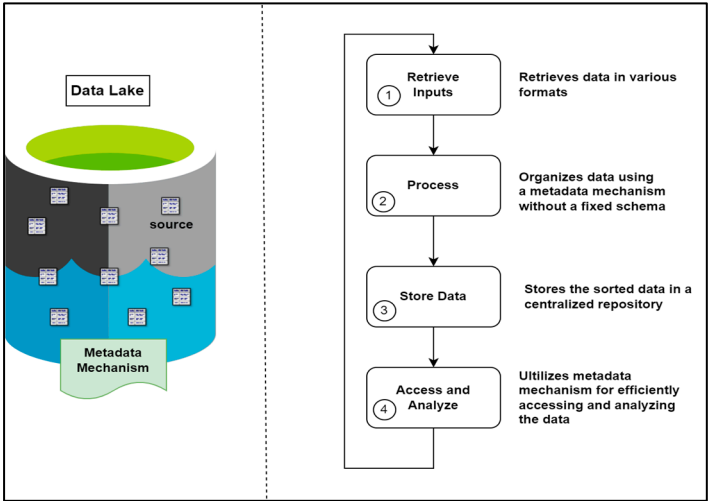 Data Lake
source
Metadata
Mechanism
Retrieve
Inputs
1
Retrieves data in various
formats
Process
2
Organizes data using
a metadata mechanism
without a fixed schema
Store Data
3
Stores the sorted data in a
centralized repository
Access and
Analyze
4
Ultilizes metadata
mechanism for efficiently
accessing and analyzing
the data